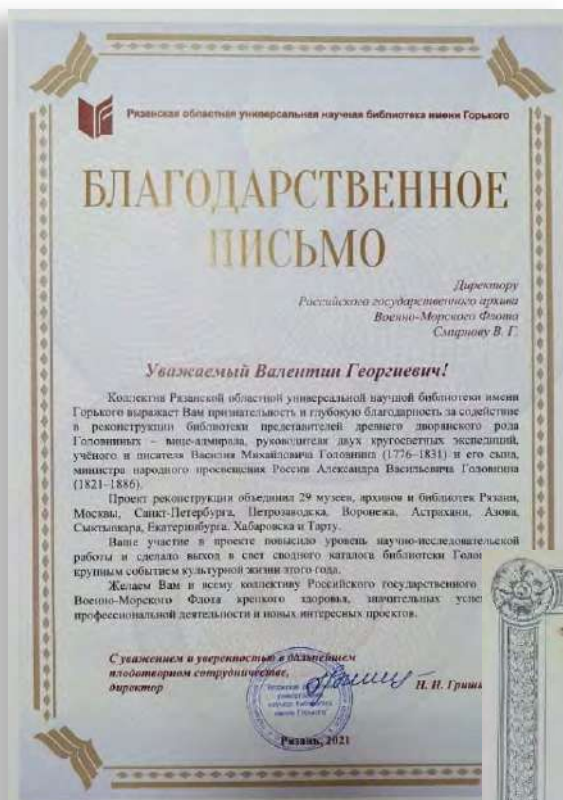 Рязанская областная универсальная научная библиотека имени Горького
БЛАГОДАРСТВЕННОЕ
ПИСЬМО
Директору
Российского государственного архива
Военно-Морского Флота
Смирнову В. Г.
Уважаемый Валентин Георгиевич!
Коллектив Рязанской областной универсальной научной библиотеки имени
Горького выражает Вам признательность и глубокую благодарность за содействие
в реконструкции библиотеки представителей древнего дворянского рода
Головниных – вице-адмирала, руководителя двух кругосветных экспедиций,
учёного и писателя Василия Михайловича Головнина (1776–1831) и его сына,
министра народного просвещения России Александра Васильевича Головнина
(1821–1886).
Проект реконструкции объединил 29 музеев, архивов и библиотек Рязани,
Москвы, Санкт-Петербурга, Петрозаводска, Воронежа, Астрахани, Азова,
Сыктывкара, Екатеринбурга, Хабаровска и Тарту.
Ваше участие в проекте повысило уровень научно-исследовательской
работы и сделало выход в свет сводного каталога библиотеки Голов
крупным событием культурной жизни этого года.
Желаем Вам и всему коллективу Российского государственного
Военно-Морского Флота крепкого здоровья, значительных успе
профессиональной деятельности и новых интересных проектов.
С уважением и уверенностью в дальнейшем
плодотворном сотрудничестве,
директор Н. Н. Гриши
Рязань, 2021